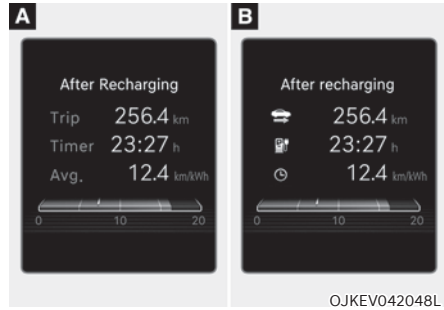 A
After Recharging
Trip 256.4 km
Timer 23:27 h
Avg. 12.4 km/kWh
0 10 20
B
After recharging
256.4 km
23:27 h
12.4 km/kWh
0 10 20
OJKEV042048L